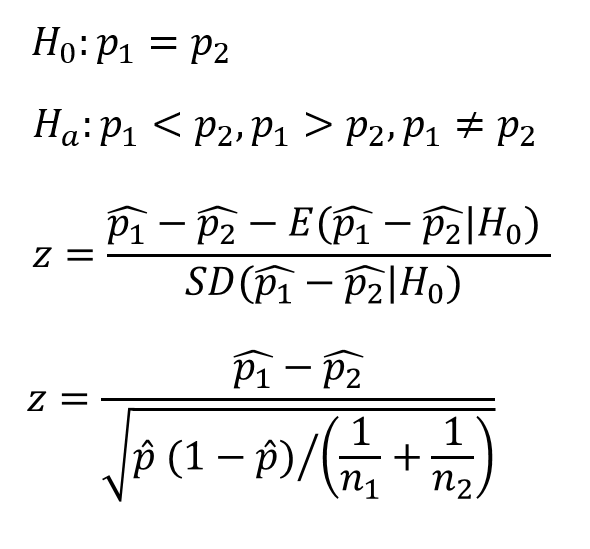 H₀: p₁ = p₂
Hₐ: p₁ < p₂, p₁ > p₂, p₁ ≠ p₂
z = (p̂₁ − p̂₂ − E(p̂₁ − p̂₂|H₀)) / SD(p̂₁ − p̂₂|H₀)
z = (p̂₁ − p̂₂) / √(p̂ (1 − p̂)/(1/n₁ + 1/n₂))